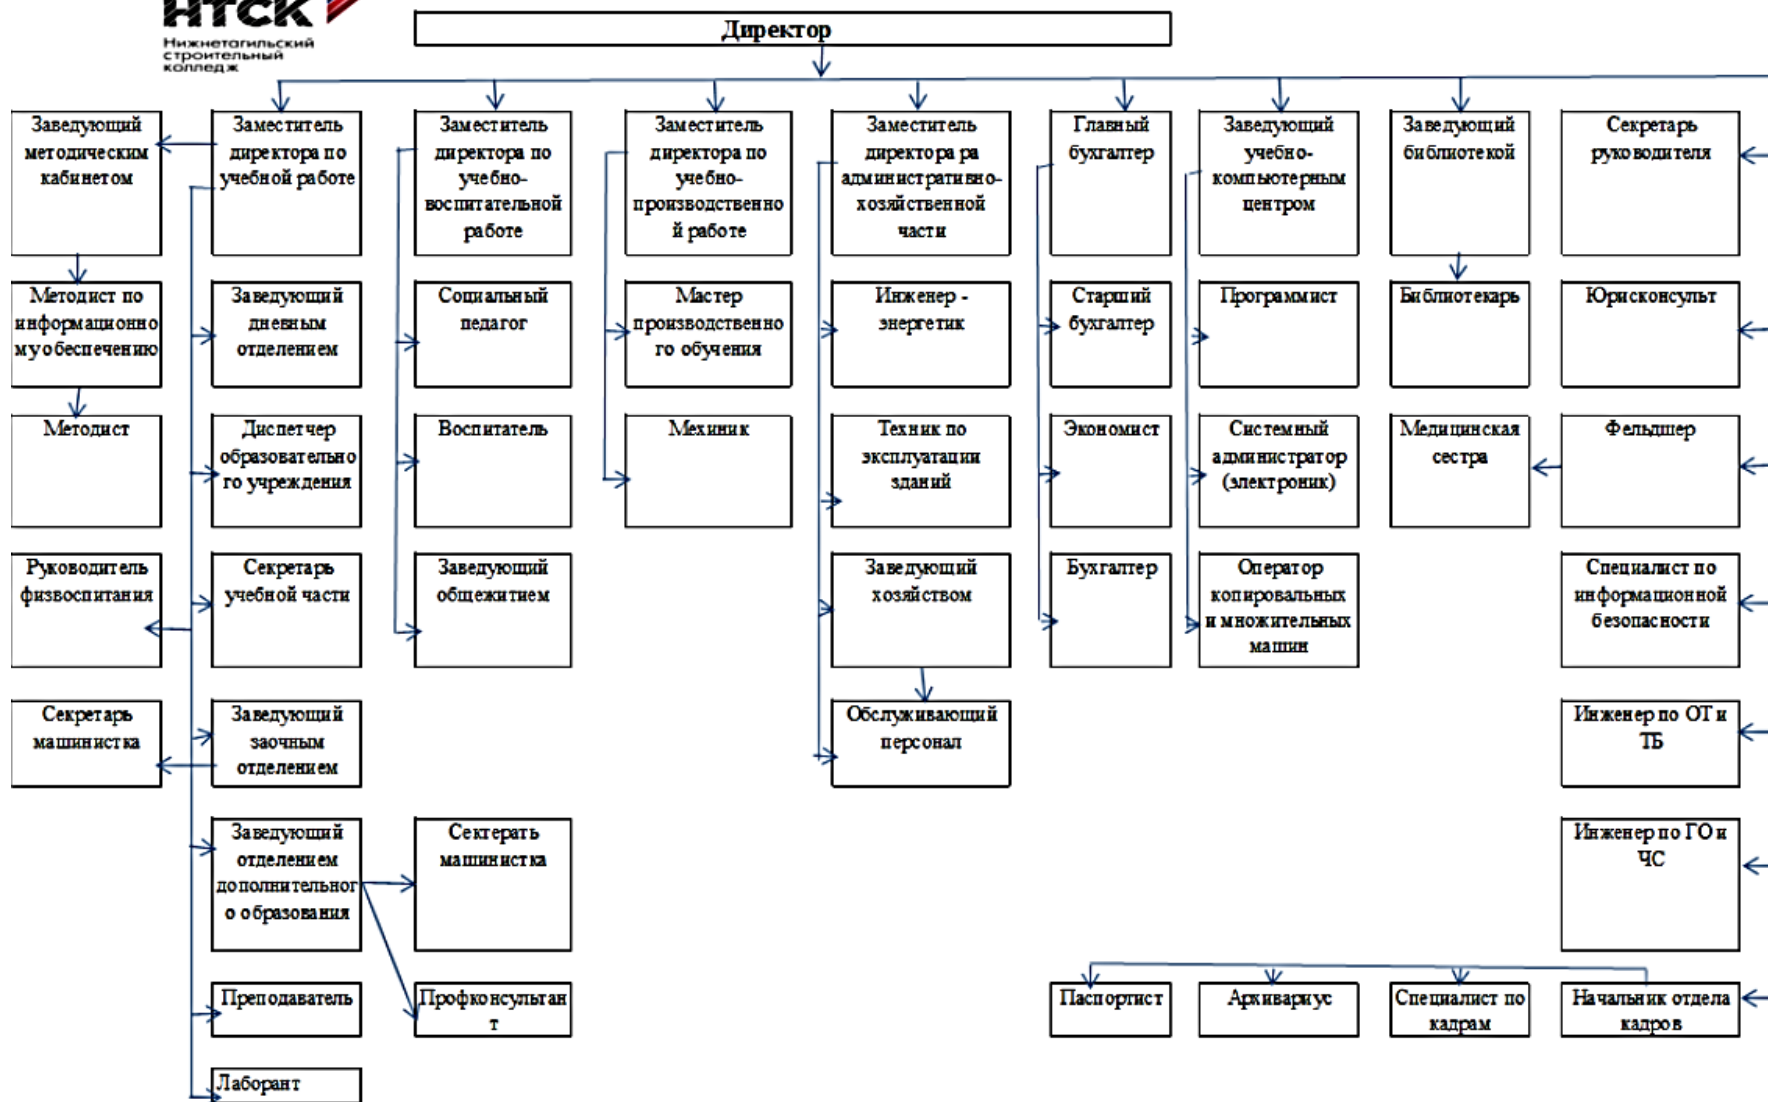 НТСК
Нижнетагильский
строительный
колледж
Директор
Заведующий
методическим
кабинетом
Заместитель
директора по
учебной работе
Заместитель
директора по
учебно-
воспитательной
работе
Заместитель
директора по
учебно-
производственно
й работе
Заместитель
директора ра
административно-
хозяйственной
части
Главный
бухгалтер
Заведующий
учебно-
компьютерным
центром
Заведующий
библиотекой
Секретарь
руководителя
Методист по
информационно
му обеспечению
Заведующий
дневным
отделением
Социальный
педагог
Мастер
производственно
го обучения
Инженер -
энергетик
Старший
бухгалтер
Программист
Библиотекарь
Юрисконсульт
Методист
Диспетчер
образовательно
го учреждения
Воспитатель
Механик
Техник по
эксплуатации
зданий
Экономист
Системный
администратор
(электроник)
Медицинская
сестра
Фельдшер
Руководитель
физвоспитания
Секретарь
учебной части
Заведующий
общежитием
Заведующий
хозяйством
Бухгалтер
Оператор
копировальных
и множительных
машин
Специалист по
информационной
безопасности
Секретарь
машинистка
Заведующий
заочным
отделением
Обслуживающий
персонал
Инженер по ОТ и
ТБ
Заведующий
отделением
дополнительног
о образования
Сектерать
машинистка
Инженер по ГО и
ЧС
Преподаватель
Профконсультан
т
Паспортист
Архивариус
Специалист по
кадрам
Начальник отдела
кадров
Лаборант